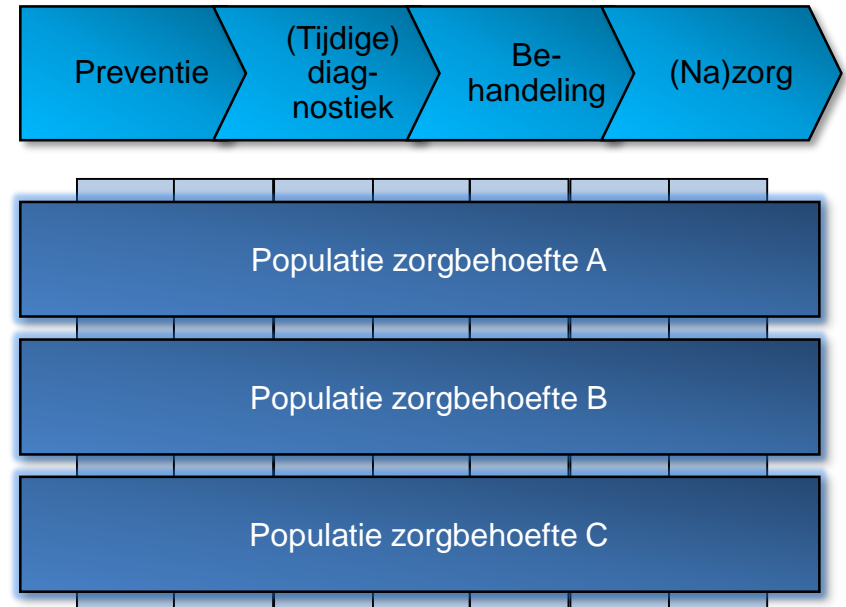 Preventie
(Tijdige)
diag-
nostiek
Be-
handeling
(Na)zorg
Populatie zorgbehoefte A
Populatie zorgbehoefte B
Populatie zorgbehoefte C